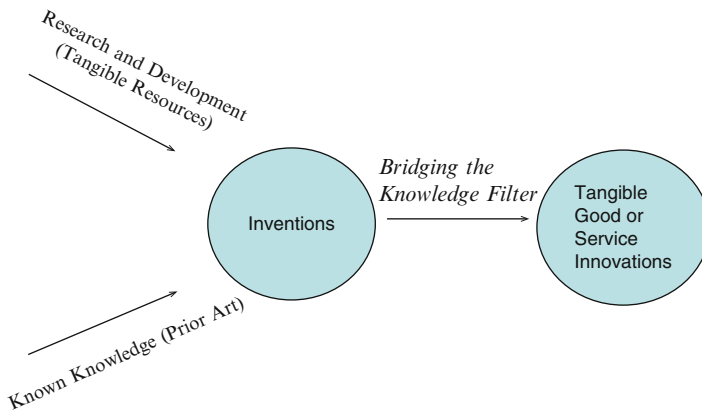 Research and Development
(Tangible Resources)
Bridging the
Knowledge Filter
Inventions
Tangible
Good or
Service
Innovations
Known Knowledge (Prior Art)